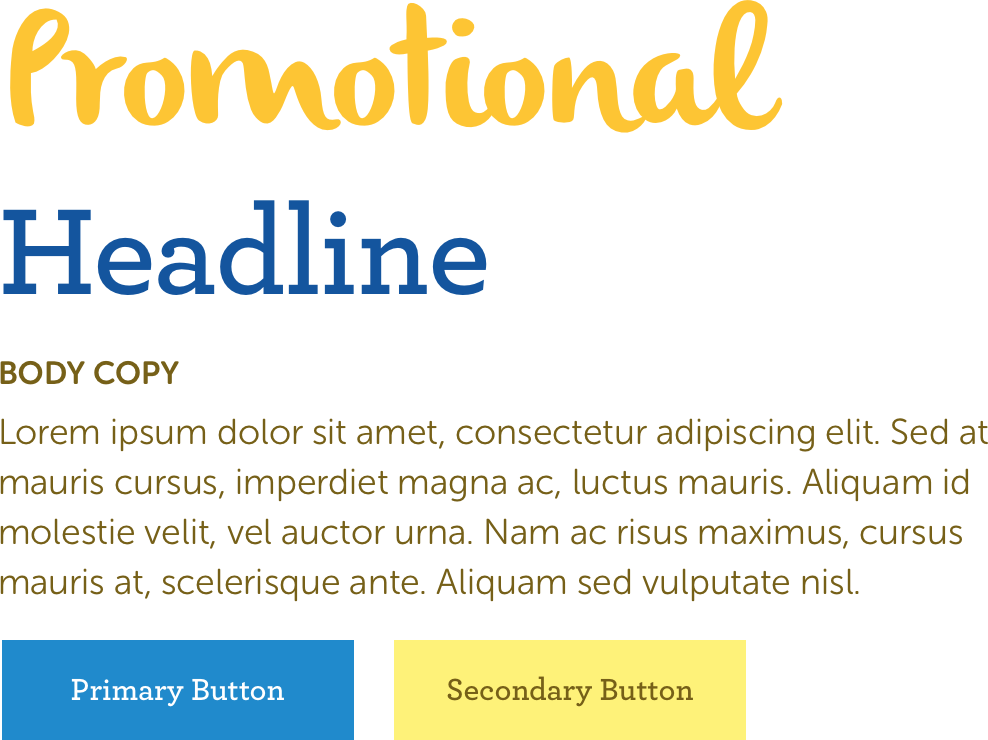 Promotional
Headline
BODY COPY
Lorem ipsum dolor sit amet, consectetur adipiscing elit. Sed at
mauris cursus, imperdiet magna ac, luctus mauris. Aliquam id
molestie velit, vel auctor urna. Nam ac risus maximus, cursus
mauris at, scelerisque ante. Aliquam sed vulputate nisl.
Primary Button
Secondary Button